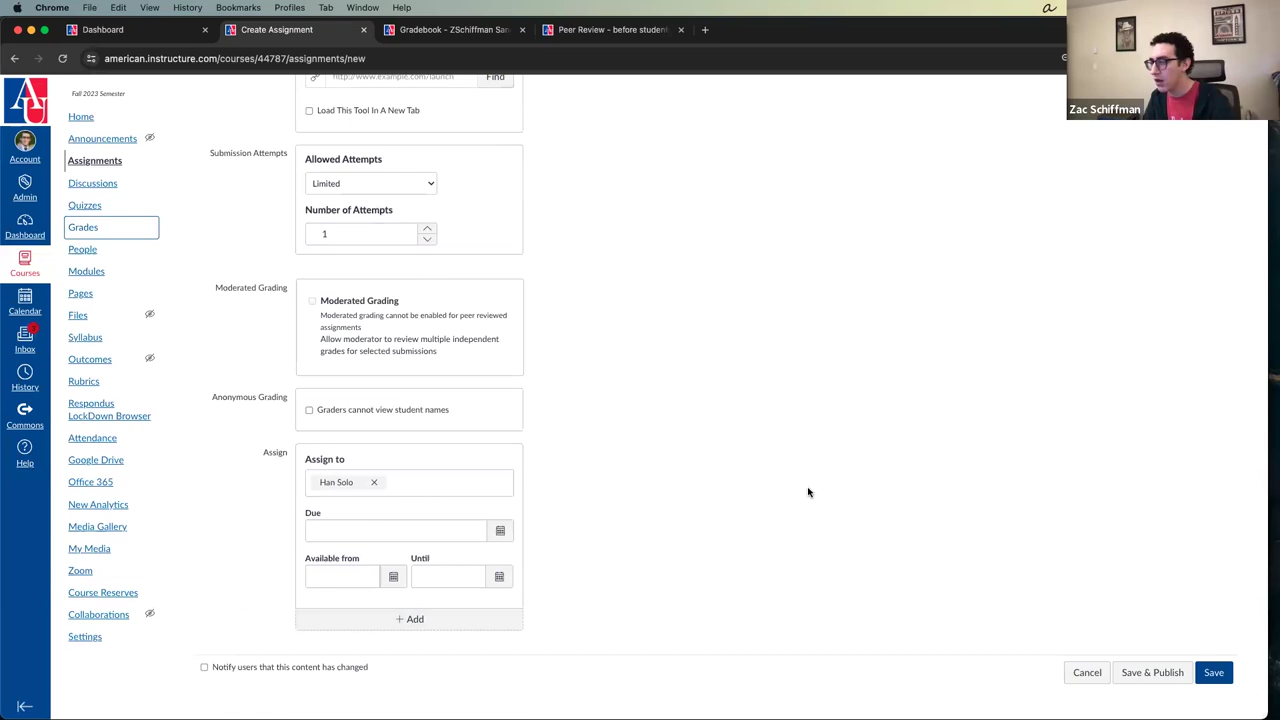 Chrome File Edit View History Bookmarks Profiles Tab Window Help
Dashboard
Create Assignment
Gradebook - ZSchiffman San
Peer Review – before studen
american.instructure.com/courses/44787/assignments/new
Zac Schiffman
Account
Admin
Dashboard
Courses
Calendar
Inbox
History
Commons
Help
Fall 2023 Semester
Home
Announcements
Assignments
Discussions
Quizzes
Grades
People
Modules
Pages
Files
Syllabus
Outcomes
Rubrics
Respondus
LockDown Browser
Attendance
Google Drive
Office 365
New Analytics
Media Gallery
My Media
Zoom
Course Reserves
Collaborations
Settings
http://www.example.com/launch
Find
Load This Tool In A New Tab
Submission Attempts
Allowed Attempts
Limited
Number of Attempts
1
Moderated Grading
Moderated Grading
Moderated grading cannot be enabled for peer reviewed
assignments
Allow moderator to review multiple independent
grades for selected submissions
Anonymous Grading
Graders cannot view student names
Assign
Assign to
Han Solo
Due
Available from
Until
+ Add
Notify users that this content has changed
Cancel
Save & Publish
Save